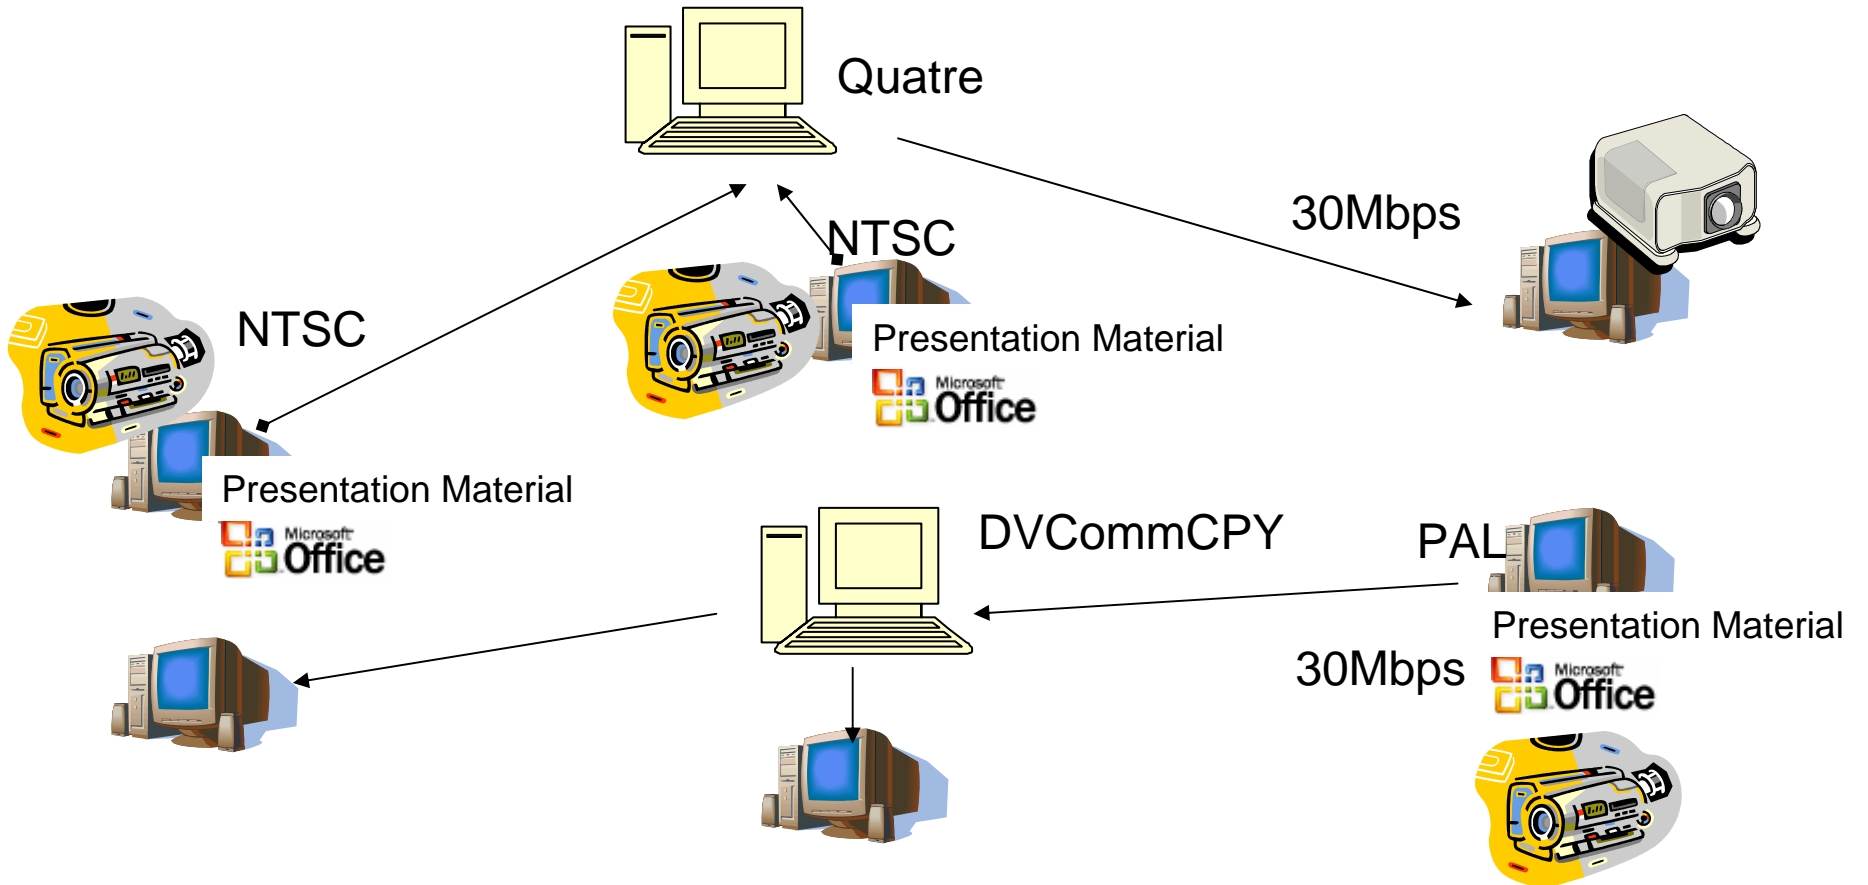 Quatre
30Mbps
NTSC
NTSC
Presentation Material
Microsoft
Office
Presentation Material
Microsoft
Office
DVCommCPY
PAL
Presentation Material
30Mbps
Microsoft
Office